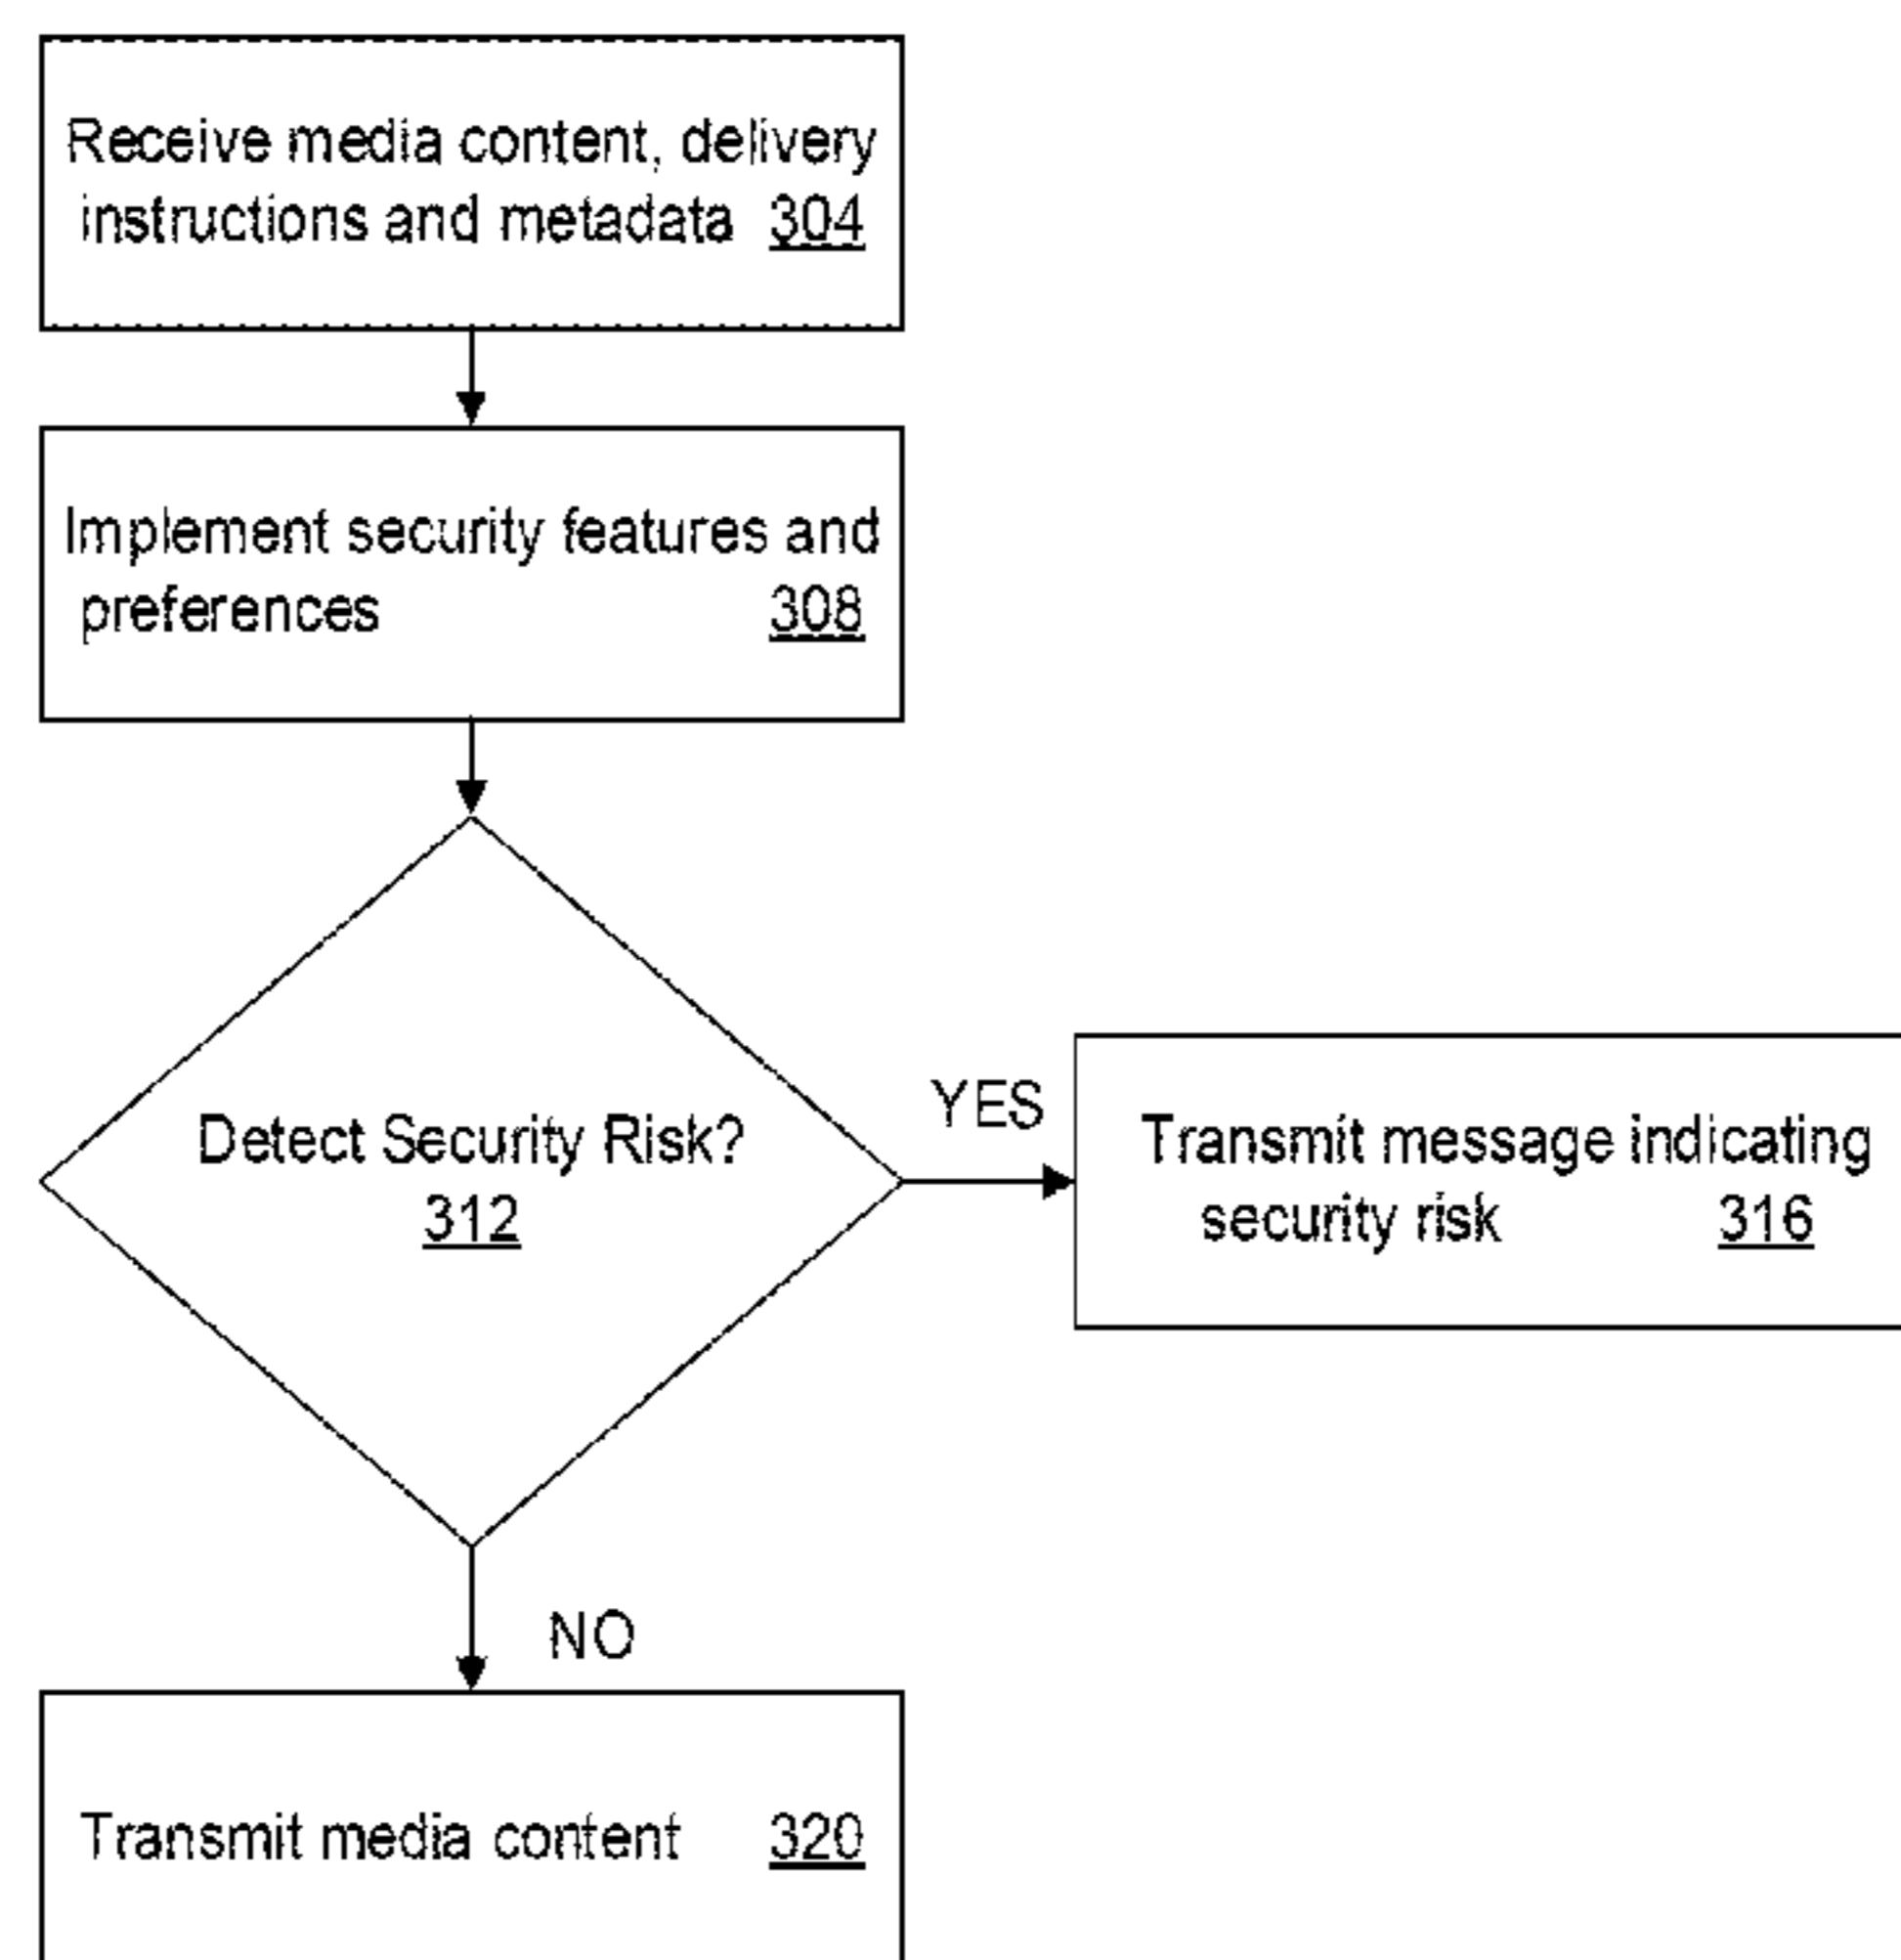 Receive media content, delivery
instructions and metadata 304
Implement security features and
preferences 308
Detect Security Risk?
312
YES
Transmit message indicating
security risk 316
NO
Transmit media content 320